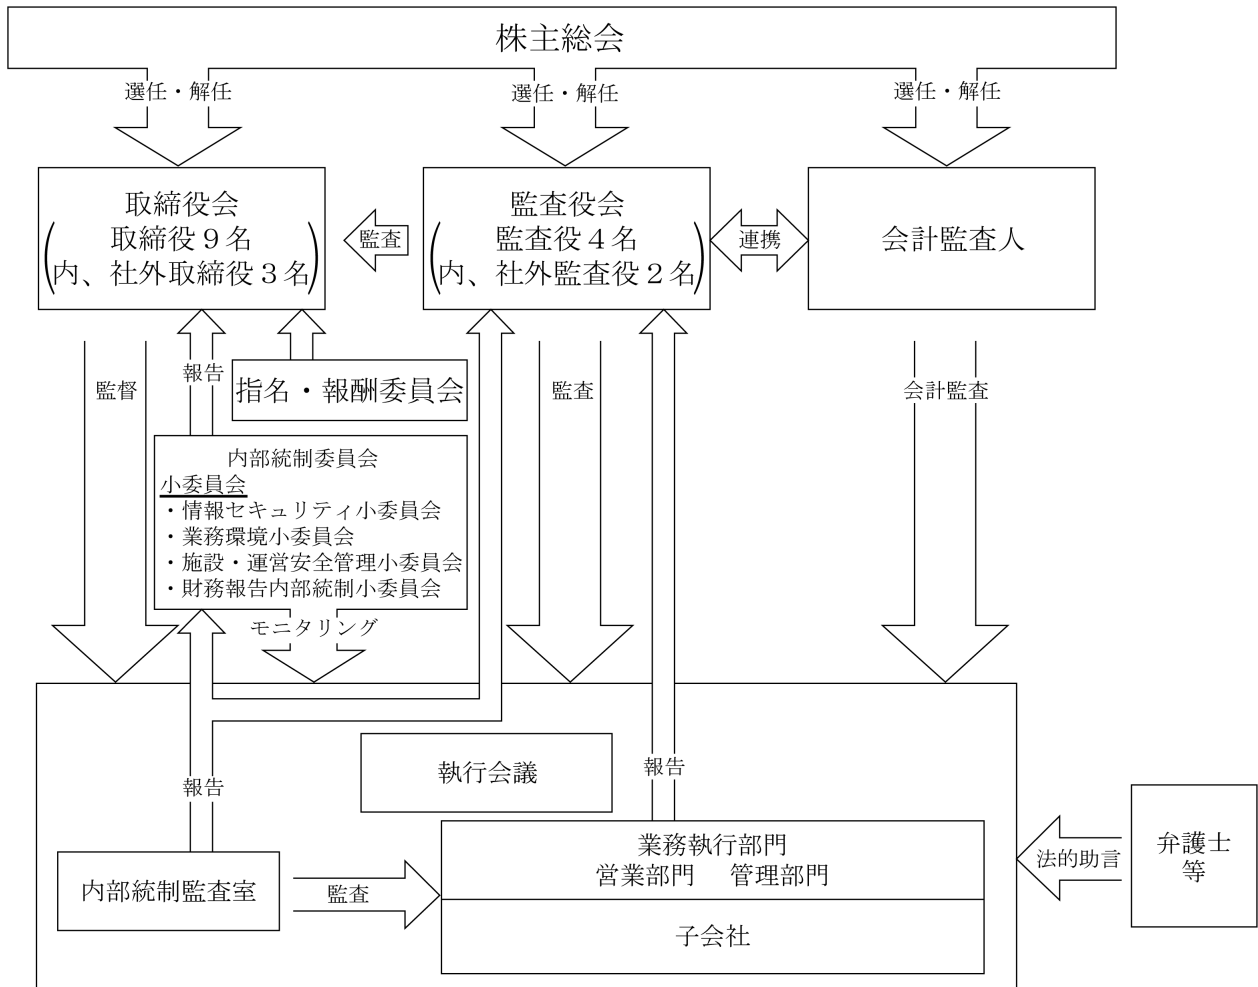 株主総会
選任・解任
選任・解任
選任・解任
取締役会
取締役９名
(内、社外取締役３名)
監査
監査役会
監査役４名
(内、社外監査役２名)
連携
会計監査人
監督
報告
指名・報酬委員会
監査
会計監査
内部統制委員会
小委員会
・情報セキュリティ小委員会
・業務環境小委員会
・施設・運営安全管理小委員会
・財務報告内部統制小委員会
モニタリング
執行会議
報告
報告
業務執行部門
営業部門　管理部門
子会社
内部統制監査室
監査
法的助言
弁護士
等